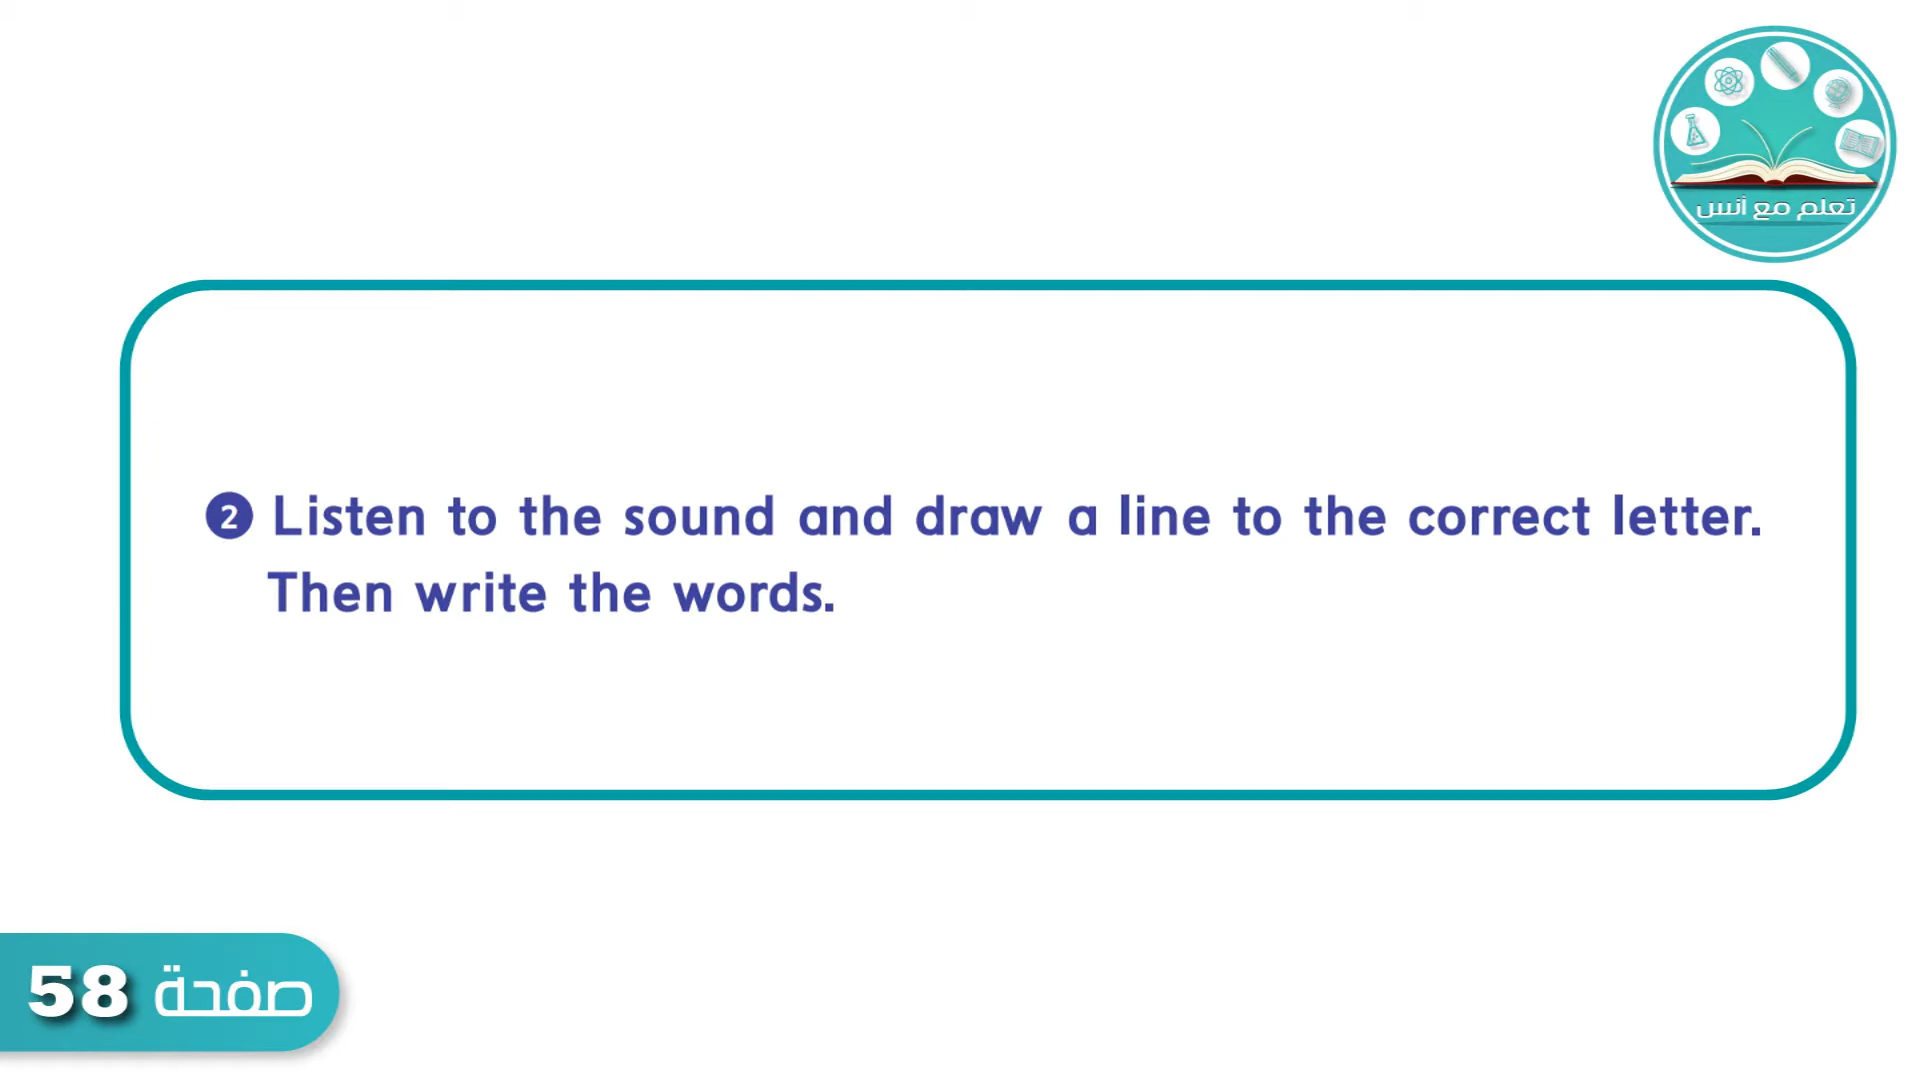 تعلم مع أنس
2 Listen to the sound and draw a line to the correct letter.
Then write the words.
صفحة 58